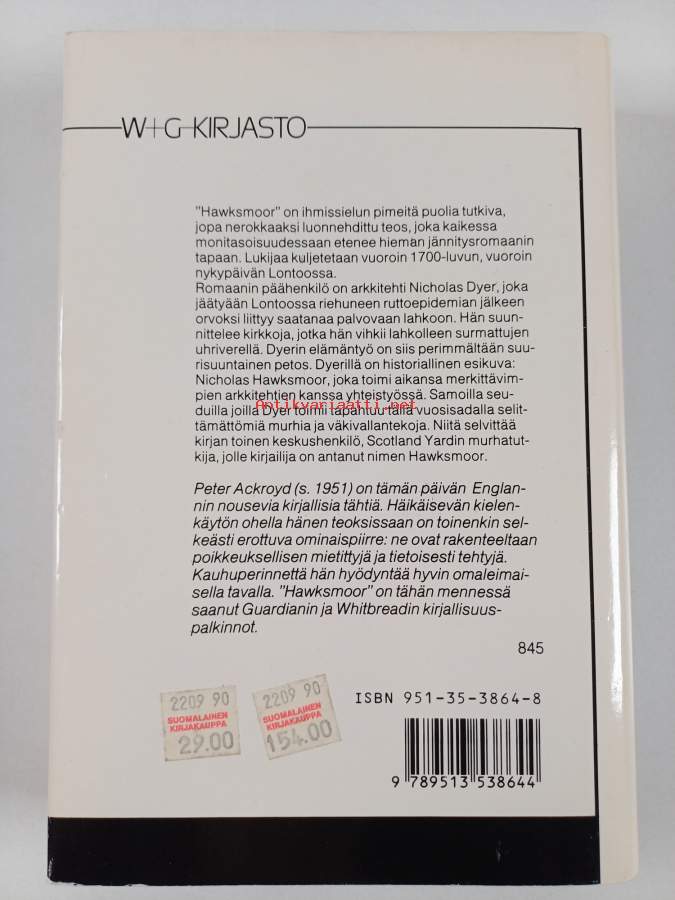 W+G KIRJASTO
"Hawksmoor" on ihmissielun pimeitä puolia tutkiva,
jopa nerokkaaksi luonnehdittu teos, joka kaikessa
monitasoisuudessaan etenee hieman jännitysromaanin
tapaan. Lukijaa kuljetetaan vuoroin 1700-luvun, vuoroin
nykypäivän Lontoossa.
Romaanin päähenkilö on arkkitehti Nicholas Dyer, joka
jäätyään Lontoossa riehuneen ruttoepidemian jälkeen
orvoksi liittyy saatanaa palvovaan lahkoon. Hän suun-
nittelee kirkkoja, jotka hän vihkii lahkolleen surmattujen
uhriverellä. Dyerin elämäntyö on siis perimmältään suu-
risuuntainen petos. Dyerillä on historiallinen esikuva:
Nicholas Hawksmoor, joka toimi aikansa merkittävim-
pien arkkitehtien kanssa yhteistyössä. Samoilla seu-
Antikvariaatti.net
duilla joilla Dyer toimii tapahtuu tällä vuosisadalla selit-
tämättömiä murhia ja väkivallantekoja. Niitä selvittää
kirjan toinen keskushenkilö, Scotland Yardin murhatut-
kija, jolle kirjailija on antanut nimen Hawksmoor.
Peter Ackroyd (s. 1951) on tämän päivän Englan-
nin nousevia kirjallisia tähtiä. Häikäisevän kielen-
käytön ohella hänen teoksissaan on toinenkin sel-
keästi erottuva ominaispiirre: ne ovat rakenteeltaan
poikkeuksellisen mietittyjä ja tietoisesti tehtyjä.
Kauhuperinnettä hän hyödyntää hyvin omaleimai-
sella tavalla. "Hawksmoor" on tähän mennessä
saanut Guardianin ja Whitbreadin kirjallisuus-
palkinnot.
845
2209 90
SUOMALAINEN
KIRJAKAUPPA
29.00
2209 90
SUOMALAINEN
KIRJAKAUPPA
154.00
ISBN 951-35-3864-8
9 789513 538644